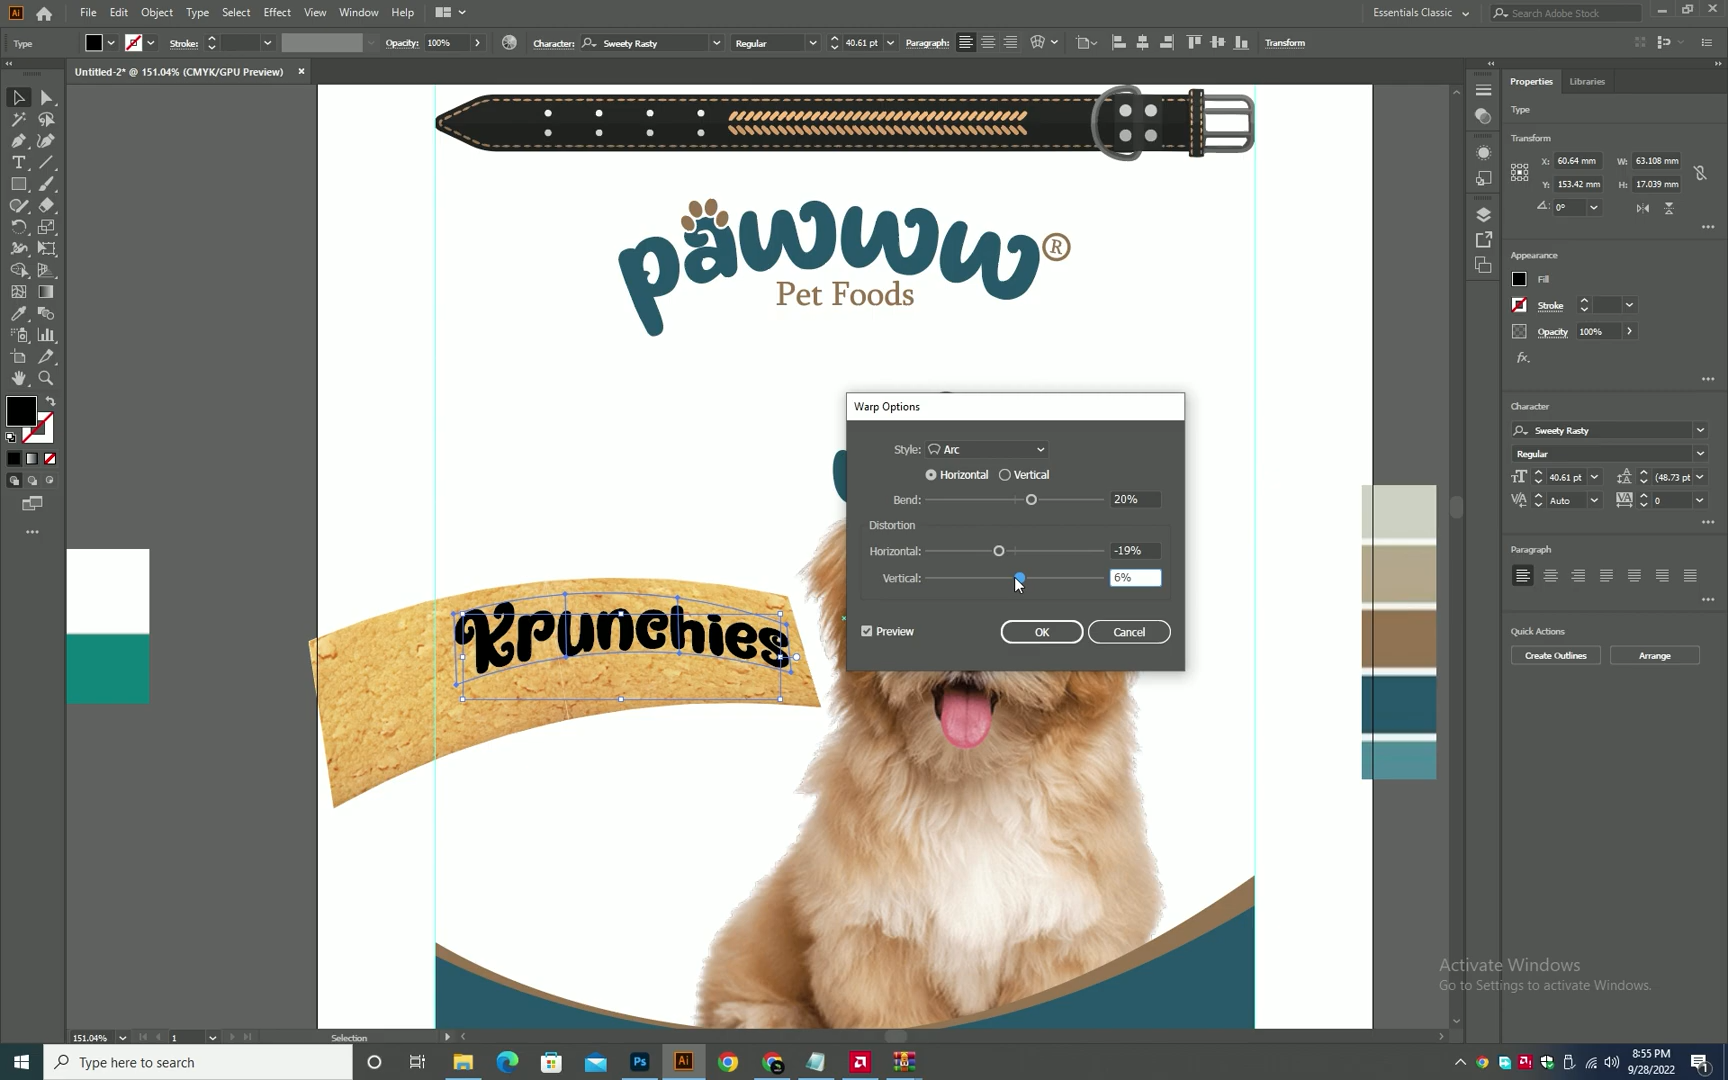 Ai File Edit Object Type Select Effect View Window Help Essentials Classic Search Adobe Stock
Type Stroke: Opacity: 100% Character: Sweety Rasty Regular 40.61 pt Paragraph: Transform
Untitled-2* @ 151.04% (CMYK/GPU Preview) ×
Properties Libraries
Type
Transform
X: 60.64 mm W: 63.108 mm
Y: 153.42 mm H: 17.039 mm
0°
Appearance
Fill
Stroke
Opacity 100%
fx.
Character
Sweety Rasty
Regular
40.61 pt (48.73 pt
Auto 0
Paragraph
Quick Actions
Create Outlines Arrange
pawww ®
Pet Foods
Warp Options
Style: Arc
Horizontal Vertical
Bend: 20%
Distortion
Horizontal: -19%
Vertical: 6%
Preview OK Cancel
Krunchies
Activate Windows
Go to Settings to activate Windows.
151.04% 1 Selection
Type here to search Ps Ai 8:55 PM
9/28/2022
1